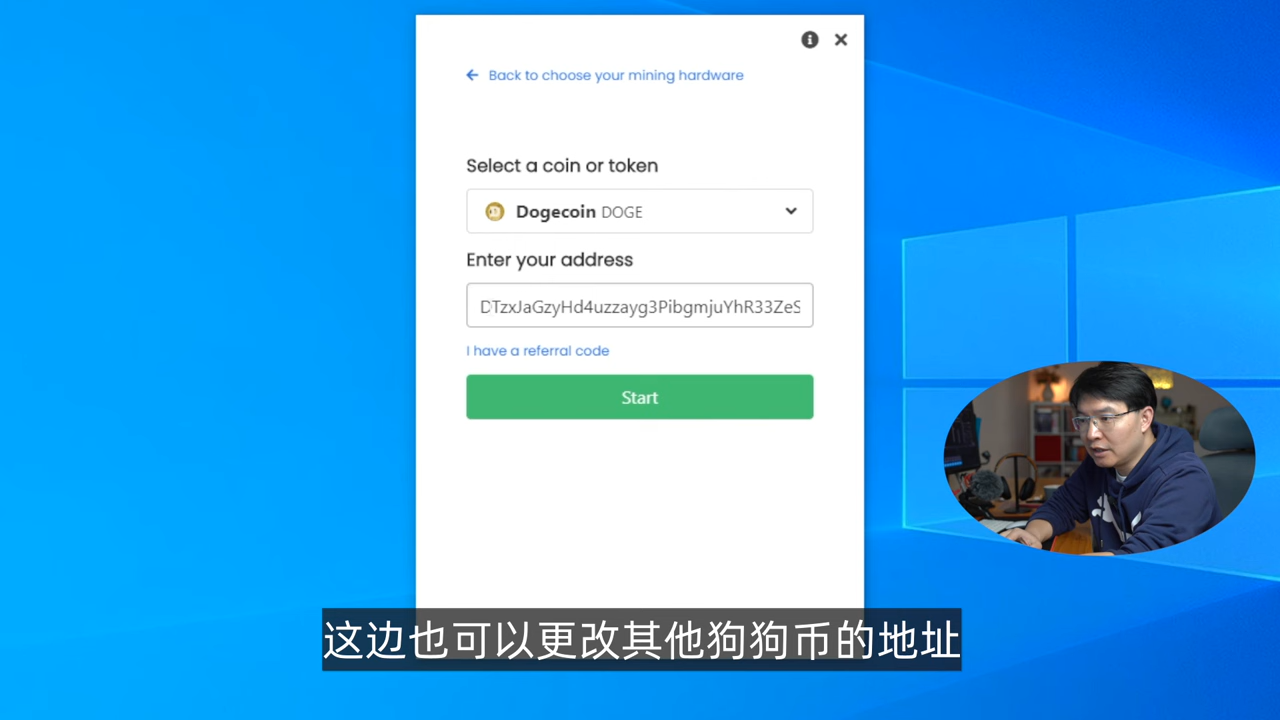 Back to choose your mining hardware
Select a coin or token
Dogecoin DOGE
Enter your address
DTzxJaGzyHd4uzzayg3PibgmjuYhR33ZeS
I have a referral code
Start
这边也可以更改其他狗狗币的地址